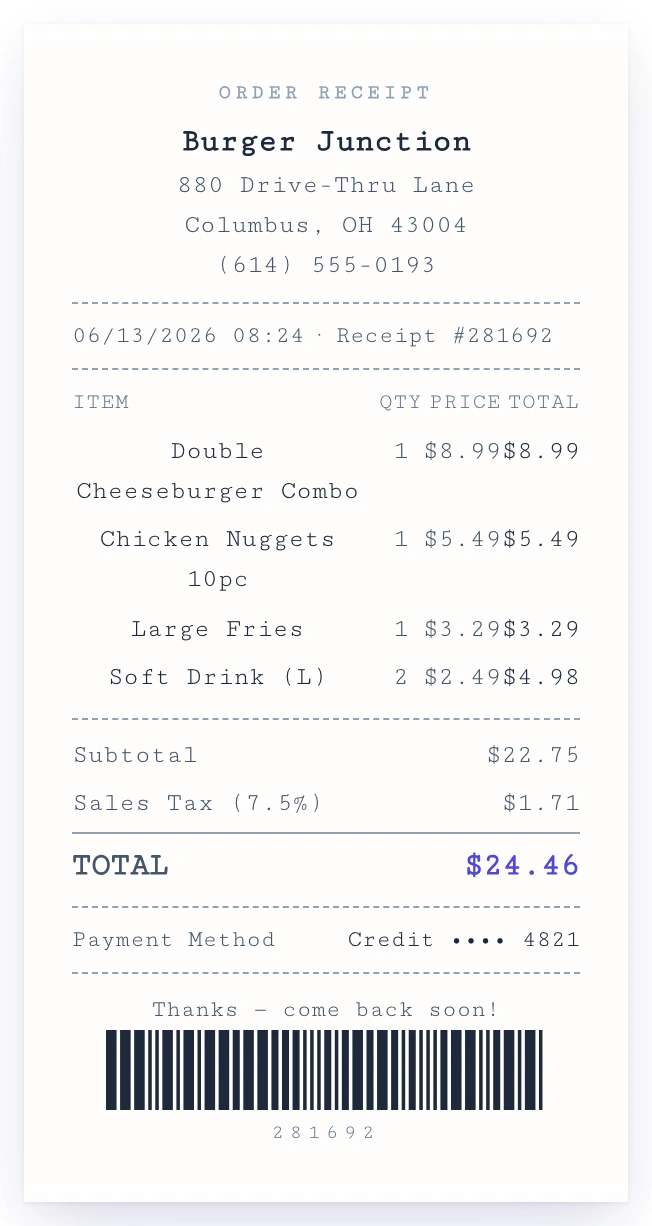 ORDER RECEIPT
Burger Junction
880 Drive-Thru Lane
Columbus, OH 43004
(614) 555-0193
06/13/2026 08:24 · Receipt #281692
ITEM QTY PRICE TOTAL
Double 1 $8.99 $8.99
Cheeseburger Combo
Chicken Nuggets 1 $5.49 $5.49
10pc
Large Fries 1 $3.29 $3.29
Soft Drink (L) 2 $2.49 $4.98
Subtotal $22.75
Sales Tax (7.5%) $1.71
TOTAL $24.46
Payment Method Credit •••• 4821
Thanks — come back soon!
281692